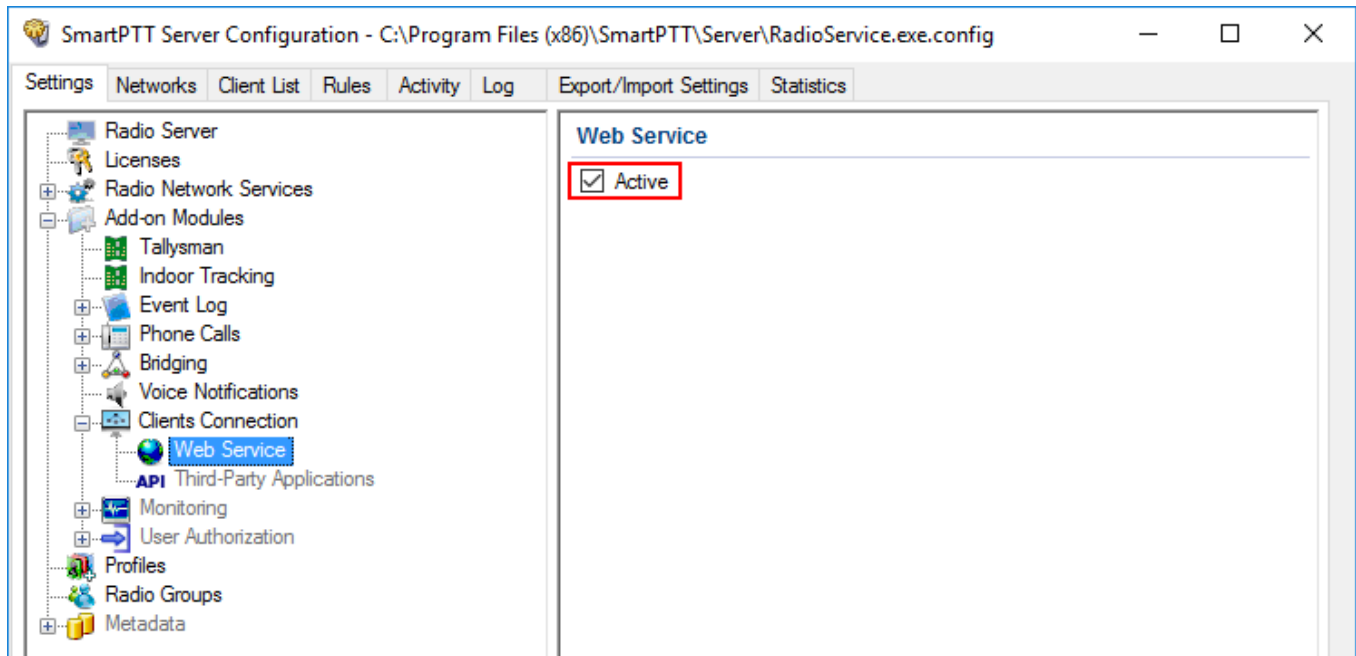 SmartPTT Server Configuration - C:\Program Files (x86)\SmartPTT\Server\RadioService.exe.config
Settings Networks Client List Rules Activity Log Export/Import Settings Statistics
Radio Server
Licenses
Radio Network Services
Add-on Modules
Tallysman
Indoor Tracking
Event Log
Phone Calls
Bridging
Voice Notifications
Clients Connection
Web Service
API Third-Party Applications
Monitoring
User Authorization
Profiles
Radio Groups
Metadata
Web Service
Active